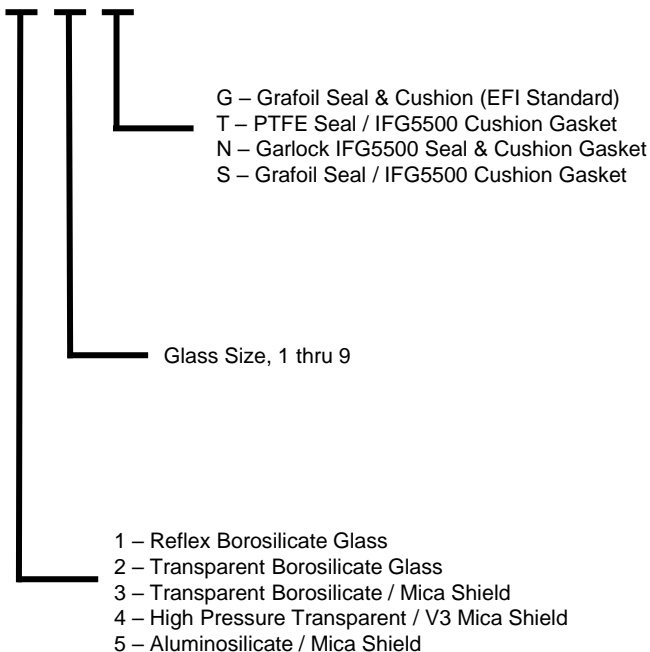 G – Grafoil Seal & Cushion (EFI Standard)
T – PTFE Seal / IFG5500 Cushion Gasket
N – Garlock IFG5500 Seal & Cushion Gasket
S – Grafoil Seal / IFG5500 Cushion Gasket
Glass Size, 1 thru 9
1 – Reflex Borosilicate Glass
2 – Transparent Borosilicate Glass
3 – Transparent Borosilicate / Mica Shield
4 – High Pressure Transparent / V3 Mica Shield
5 – Aluminosilicate / Mica Shield